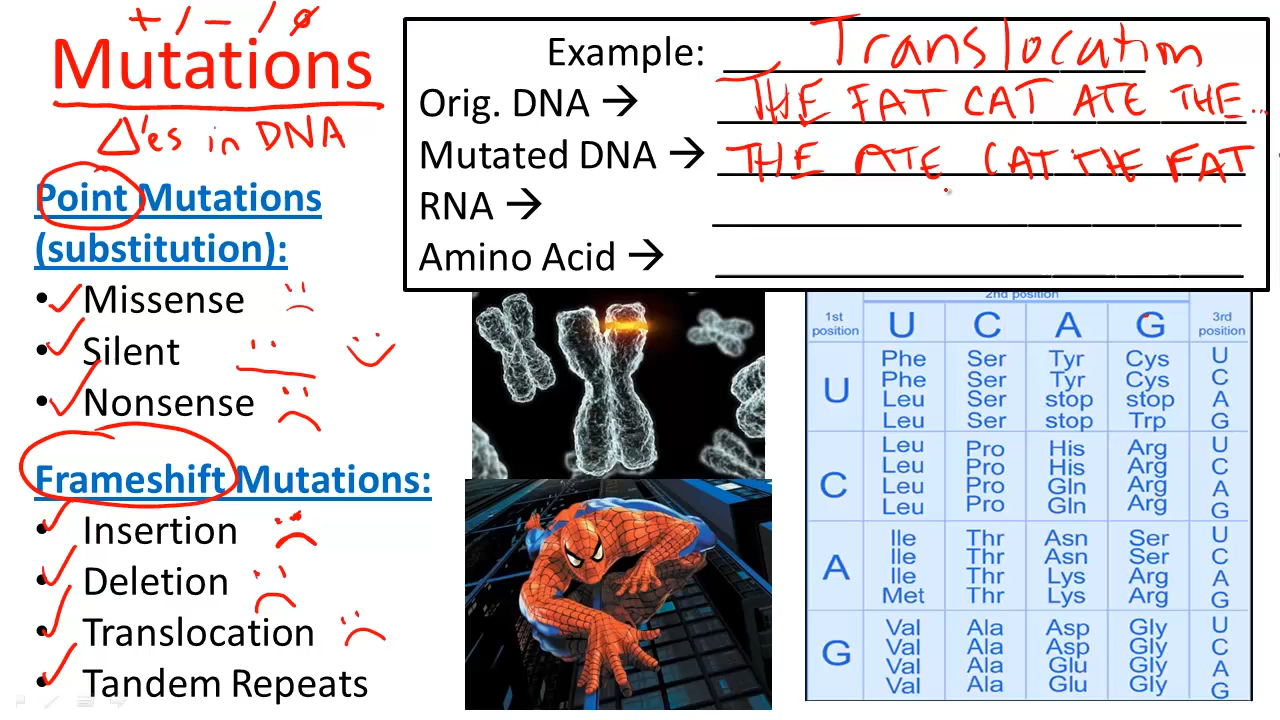 + / - / ∅
Mutations
Δ'es in DNA
Point Mutations
(substitution):
• Missense
• Silent
• Nonsense
Frameshift Mutations:
• Insertion
• Deletion
• Translocation
• Tandem Repeats
Example: Translocation
Orig. DNA → THE FAT CAT ATE THE...
Mutated DNA → THE ATE CAT THE FAT
RNA →
Amino Acid →
2nd position
1st position U C A G 3rd position
U Phe Ser Tyr Cys U
Phe Ser Tyr Cys C
Leu Ser stop stop A
Leu Ser stop Trp G
C Leu Pro His Arg U
Leu Pro His Arg C
Leu Pro Gln Arg A
Leu Pro Gln Arg G
A Ile Thr Asn Ser U
Ile Thr Asn Ser C
Ile Thr Lys Arg A
Met Thr Lys Arg G
G Val Ala Asp Gly U
Val Ala Asp Gly C
Val Ala Glu Gly A
Val Ala Glu Gly G